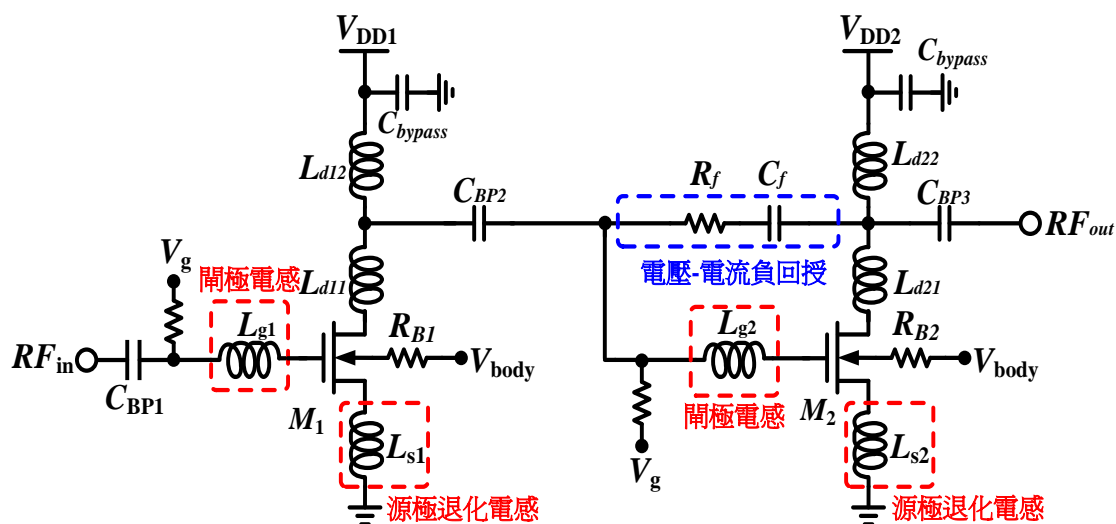 VDD1
VDD2
Cbypass
Cbypass
Ld12
Ld22
CBP2
Rf
Cf
CBP3
RFout
Vg
閘極電感
Ld11
電壓-電流負回授
Ld21
Lg1
RB1
Lg2
RB2
RFin
Vbody
Vbody
CBP1
M1
閘極電感
M2
Ls1
Vg
Ls2
源極退化電感
源極退化電感